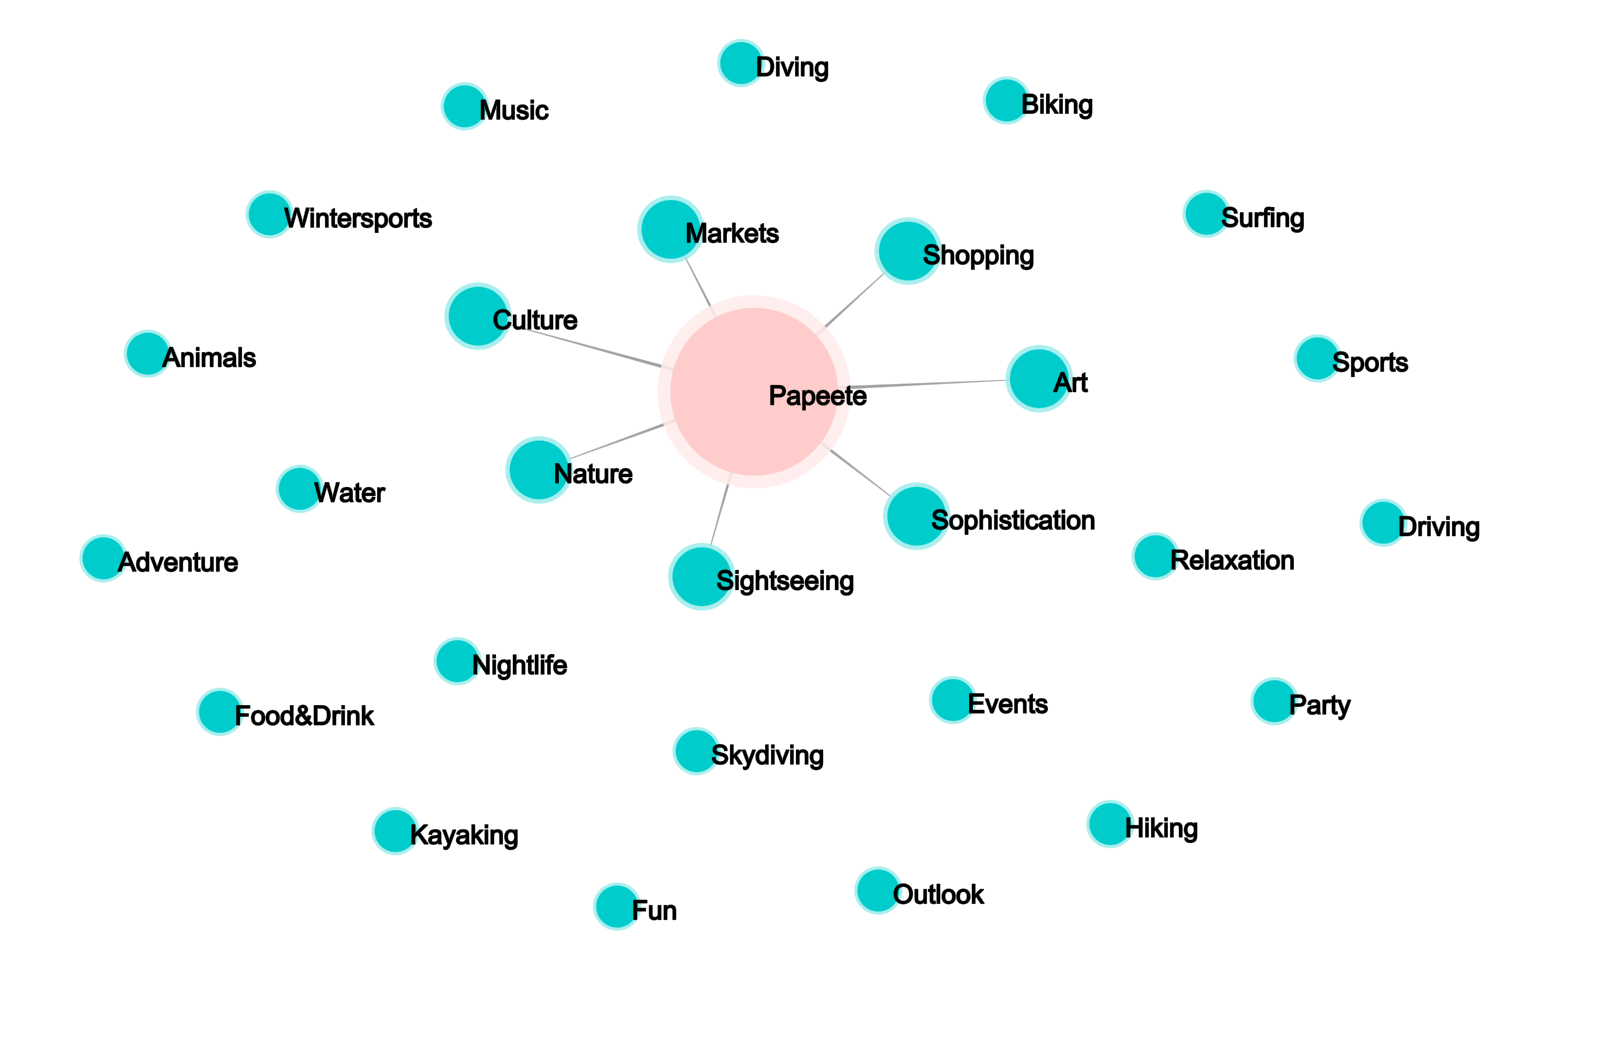 Diving
Biking
Music
Wintersports
Surfing
Markets
Shopping
Culture
Animals
Sports
Art
Papeete
Nature
Water
Sophistication
Driving
Adventure
Relaxation
Sightseeing
Nightlife
Events
Party
Food&Drink
Skydiving
Hiking
Kayaking
Outlook
Fun